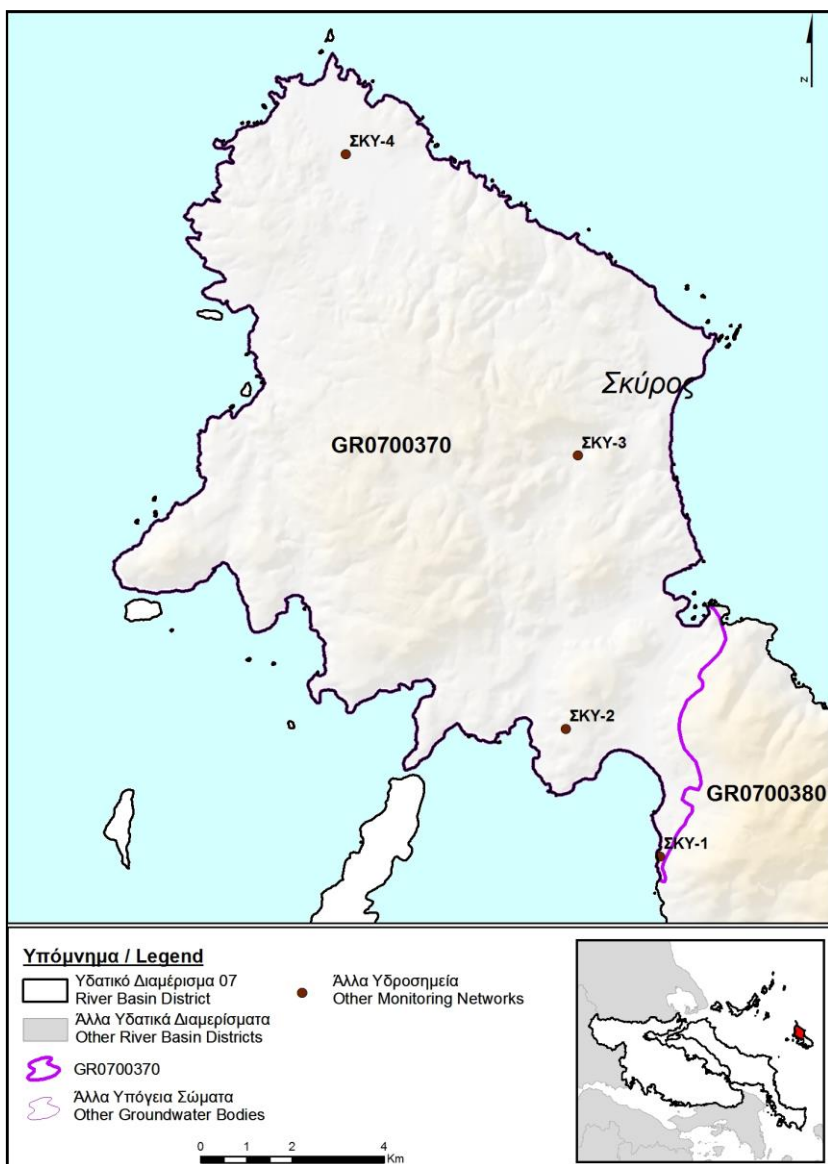 N
ΣΚΥ-4
Σκύρος
GR0700370
ΣΚΥ-3
ΣΚΥ-2
GR0700380
ΣΚΥ-1
Υπόμνημα / Legend
Υδατικό Διαμέρισμα 07
River Basin District
Άλλα Υδατικά Διαμερίσματα
Other River Basin Districts
GR0700370
Άλλα Υπόγεια Σώματα
Other Groundwater Bodies
Άλλα Υδροσημεία
Other Monitoring Networks
0 1 2 4
Km